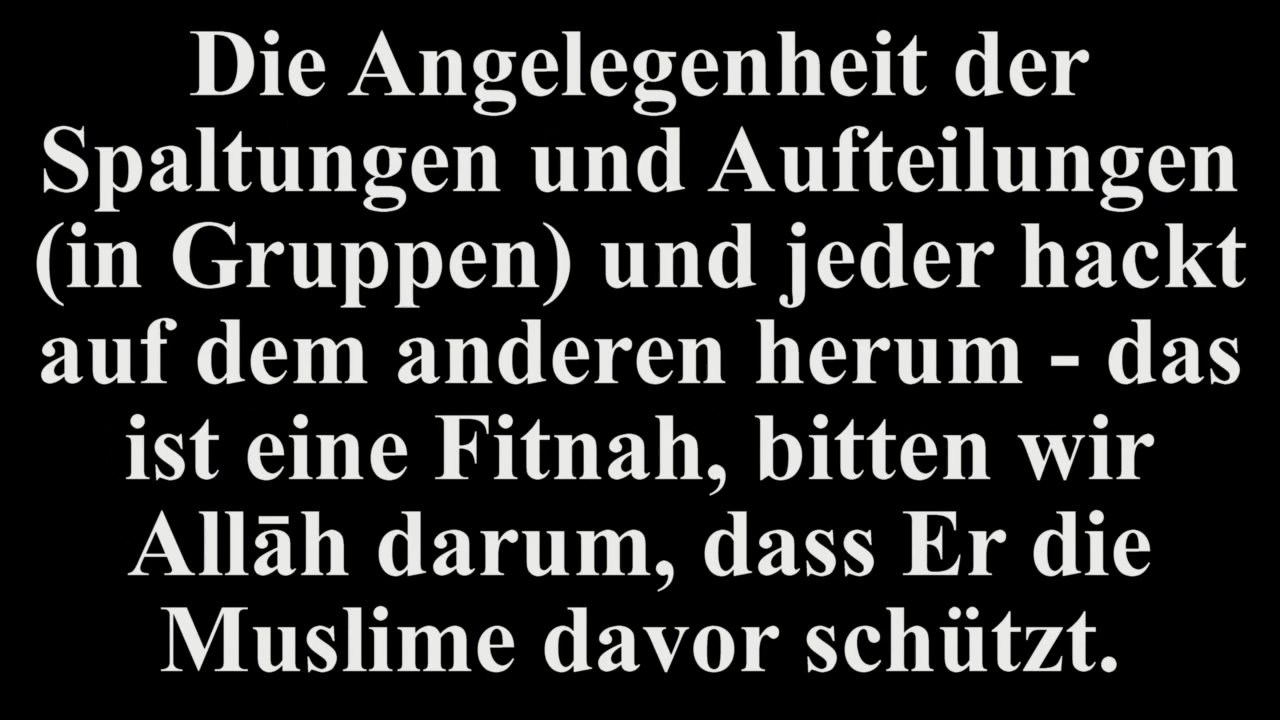 Die Angelegenheit der
Spaltungen und Aufteilungen
(in Gruppen) und jeder hackt
auf dem anderen herum - das
ist eine Fitnah, bitten wir
Allāh darum, dass Er die
Muslime davor schützt.